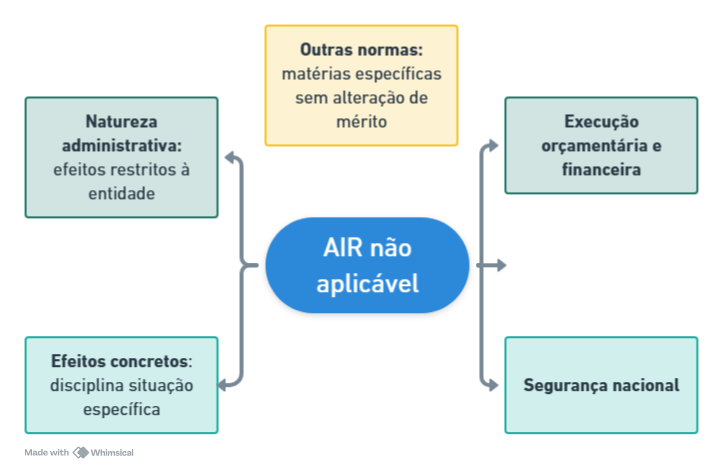 Outras normas:
matérias específicas
sem alteração de
mérito
Natureza
administrativa:
efeitos restritos à
entidade
Execução
orçamentária e
financeira
AIR não
aplicável
Efeitos concretos:
disciplina situação
específica
Segurança nacional
Made with Whimsical